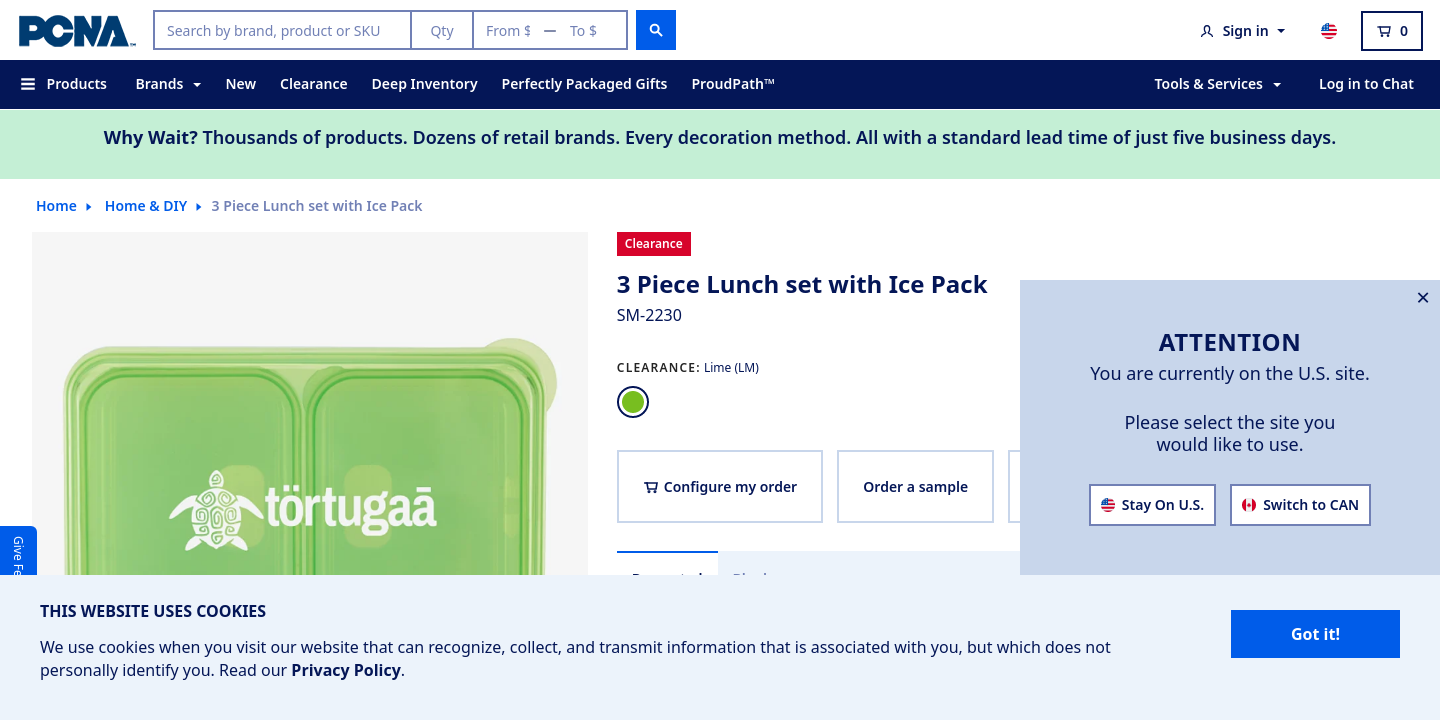 PCNA
Search by brand, product or SKU
Qty
From $ — To $
Sign in
0
Products
Brands
New
Clearance
Deep Inventory
Perfectly Packaged Gifts
ProudPath™
Tools & Services
Log in to Chat
Why Wait? Thousands of products. Dozens of retail brands. Every decoration method. All with a standard lead time of just five business days.
Home
Home & DIY
3 Piece Lunch set with Ice Pack
törtugaā
Clearance
3 Piece Lunch set with Ice Pack
SM-2230
CLEARANCE: Lime (LM)
Configure my order
Order a sample
ATTENTION
You are currently on the U.S. site.
Please select the site you
would like to use.
Stay On U.S.
Switch to CAN
Give
THIS WEBSITE USES COOKIES
We use cookies when you visit our website that can recognize, collect, and transmit information that is associated with you, but which does not
personally identify you. Read our Privacy Policy.
Got it!